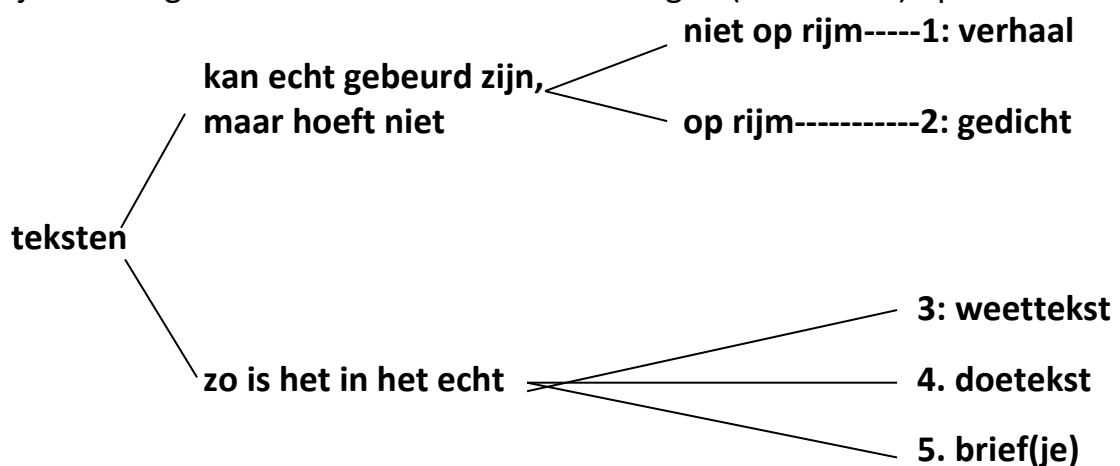 niet op rijm-----1: verhaal
kan echt gebeurd zijn,
maar hoeft niet
op rijm-----------2: gedicht
teksten
3: weettekst
zo is het in het echt
4. doetekst
5. brief(je)